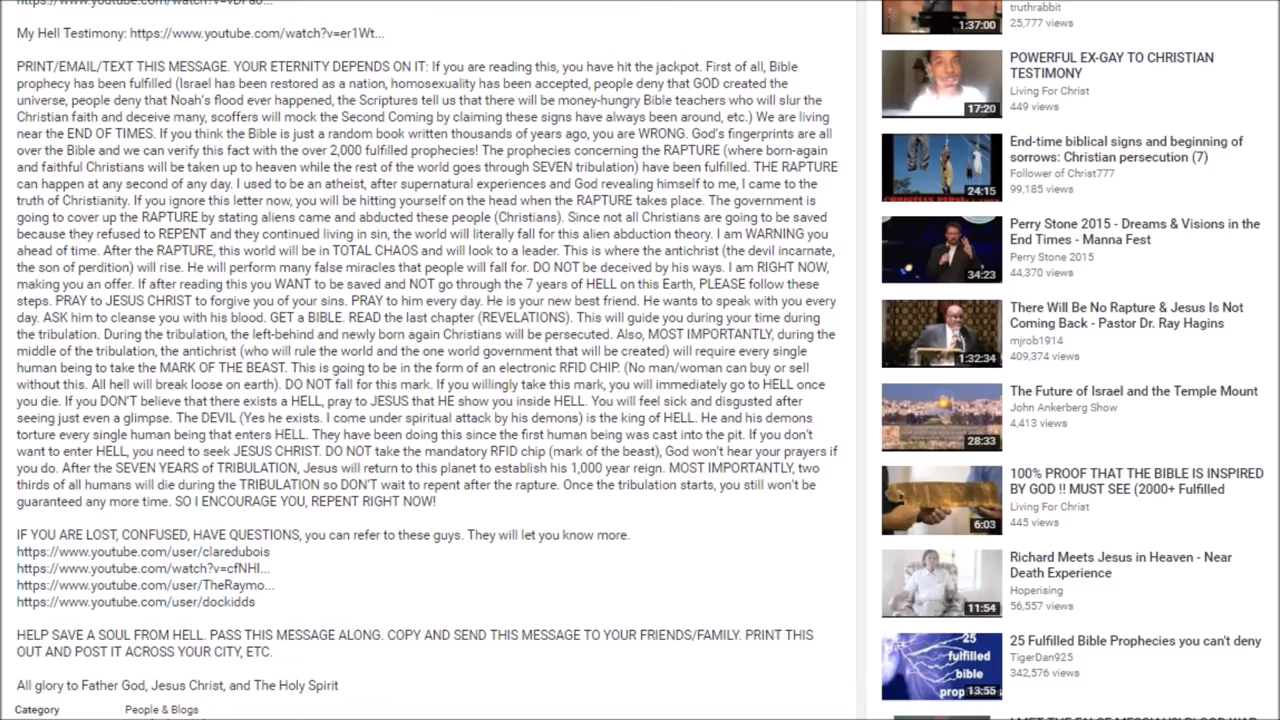 My Hell Testimony: https://www.youtube.com/watch?v=erTWt...
PRINT/EMAIL/TEXT THIS MESSAGE. YOUR ETERNITY DEPENDS ON IT: If you are reading this, you have hit the jackpot. First of all, Bible
prophecy has been fulfilled (Israel has been restored as a nation, homosexuality has been accepted, people deny that GOD created the
universe, people deny that Noah's flood ever happened, the Scriptures tell us that there will be money-hungry Bible teachers who will slur the
Christian faith and deceive many, scoffers will deny the Second Coming by claiming these signs have always been around, etc.) We are living
near the END OF TIMES. If you think the Bible is just a random book written thousands of years ago, you are WRONG. God's fingerprints are all
over the Bible and we can verify this by its over 2,000 fulfilled prophecies! The prophecies concerning the RAPTURE (where born-again
and faithful Christians will be taken up to heaven while the rest of the world goes through SEVEN tribulation) have been fulfilled. THE RAPTURE
can happen at any second of any day. I used to be an atheist, after supernatural experiences and God revealing himself to me, I came to the
truth of Christianity. If you ignore this letter, you will be hitting yourself on the head when the RAPTURE takes place. The government is
going to cover up the RAPTURE by saying aliens came and abducted these people (Christians). Since not all Christians are going to be saved
because they refused to REPENT and they continued living in sin, the world will literally fall for this alien abduction theory. I am WARNING you
ahead of time. After the RAPTURE, this world will be in TOTAL CHAOS and will look to a leader. This is where the antichrist (the devil incarnate,
the son of perdition) will rise. He will perform many false miracles that people will fall for. DO NOT be deceived by his ways. I am RIGHT NOW,
making you an offer. If after reading this you want to be saved and NOT go through the 7 years of HELL on this Earth, PLEASE follow these
steps. PRAY to JESUS CHRIST to forgive you of your sins. PRAY to him every day. He is your new best friend. He wants to speak with you every
day. ASK him to cleanse you with his blood. GET A BIBLE. READ the last chapter (REVELATIONS). This will guide you during your time during
the tribulation. During the tribulation, the left-behind and newly born again Christians will be persecuted. Also, MOST IMPORTANTLY, during the
middle of the tribulation, the antichrist (who will rule the world and the one world government that will be created) will require every single
human being to take the MARK OF THE BEAST. It will be in the form of an electronic RFID CHIP. (No man/woman can buy or sell
without this. All hell will break loose on earth). DO NOT fall for this mark. If you willingly take this mark, you will immediately go to HELL once
you die. If you DON'T believe that there exists a HELL, pray to JESUS that HE show you inside HELL. You will feel sick and disgusted after
seeing just even a glimpse. The DEVIL (Yes he exists, I've been in spiritual attack by his demons) is the king of HELL. He and his demons
torture every single human being that enters HELL. They have been doing this since the first human being was cast into the pit. If you don't
want to enter HELL, you must REPENT. DO NOT take the mandatory RFID chip (mark of the beast), God won't hear your prayers if
you do. After the SEVEN YEARS of TRIBULATION, Jesus will return to this planet to establish his 1,000 year reign. MOST IMPORTANTLY, two
thirds of all humans will die during the TRIBULATION so DON'T wait to repent after the rapture. Once the tribulation starts, you still won't be
guaranteed any more time. SO I ENCOURAGE YOU, REPENT RIGHT NOW!
IF YOU ARE LOST, CONFUSED, HAVE QUESTIONS, you can refer to these guys. They will let you know more.
https://www.youtube.com/user/claredubois
https://www.youtube.com/watch?v=cfNHI...
https://www.youtube.com/user/TheRaymo...
https://www.youtube.com/user/dockidds
HELP SAVE A SOUL FROM HELL. PASS THIS MESSAGE ALONG. COPY AND SEND THIS MESSAGE TO YOUR FRIENDS/FAMILY. PRINT THIS
OUT AND POST IT ACROSS YOUR CITY, ETC.
All glory to Father God, Jesus Christ, and The Holy Spirit
Category People & Blogs
truthrabbit
25,777 views
1:37:00
POWERFUL EX-GAY TO CHRISTIAN
TESTIMONY
Living For Christ
449 views
17:20
End-time biblical signs and beginning of
sorrows: Christian persecution (7)
Follower of Christ777
99,185 views
24:15
Perry Stone 2015 - Dreams & Visions in the
End Times - Manna Fest
Perry Stone 2015
44,370 views
34:23
There Will Be No Rapture & Jesus Is Not
Coming Back - Pastor Dr. Ray Hagins
mjrob1914
409,374 views
1:32:34
The Future of Israel and the Temple Mount
John Ankerberg Show
4,413 views
28:33
100% PROOF THAT THE BIBLE IS INSPIRED
BY GOD !! MUST SEE (2000+ Fulfilled
Living For Christ
445 views
6:03
Richard Meets Jesus in Heaven - Near
Death Experience
Hoperising
56,557 views
11:54
25 Fulfilled Bible Prophecies you can't deny
TigerDan925
342,576 views
25
fulfilled
bible
13:55